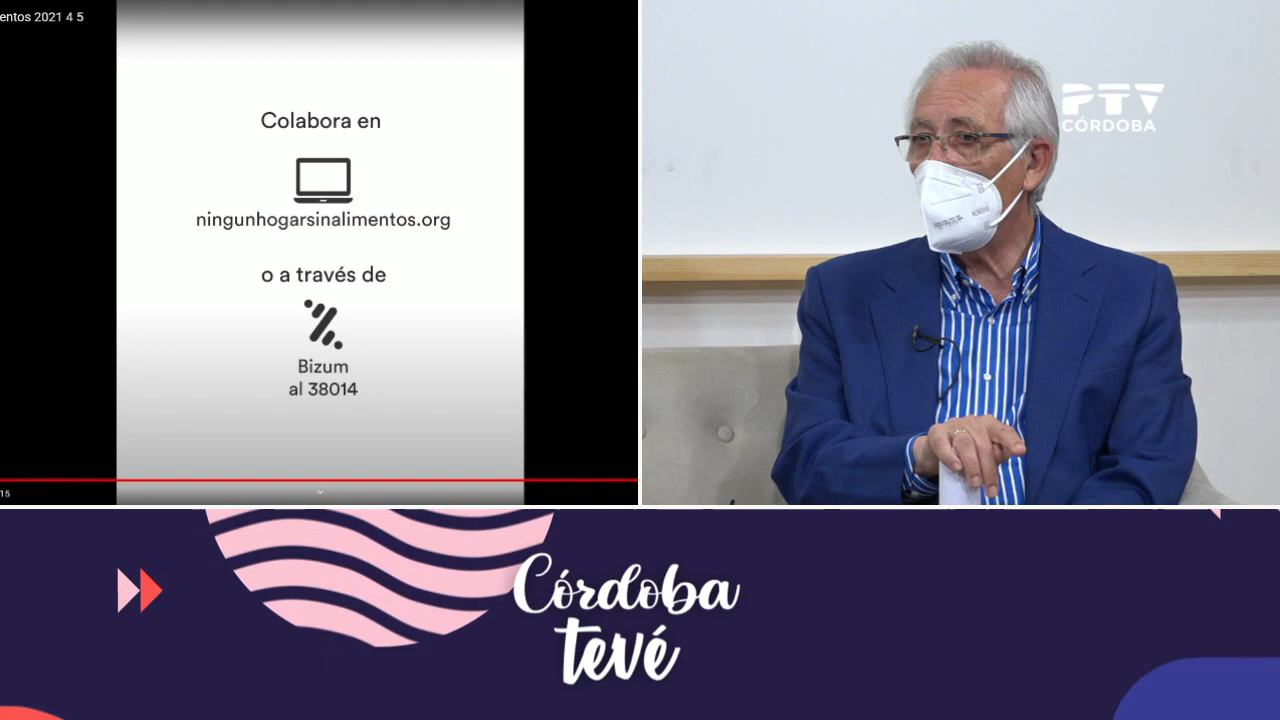 entos 2021 4 5
Colabora en
ningunhogarsinalimentos.org
o a través de
Bizum
al 38014
15
PTV
CÓRDOBA
Córdoba
tevé